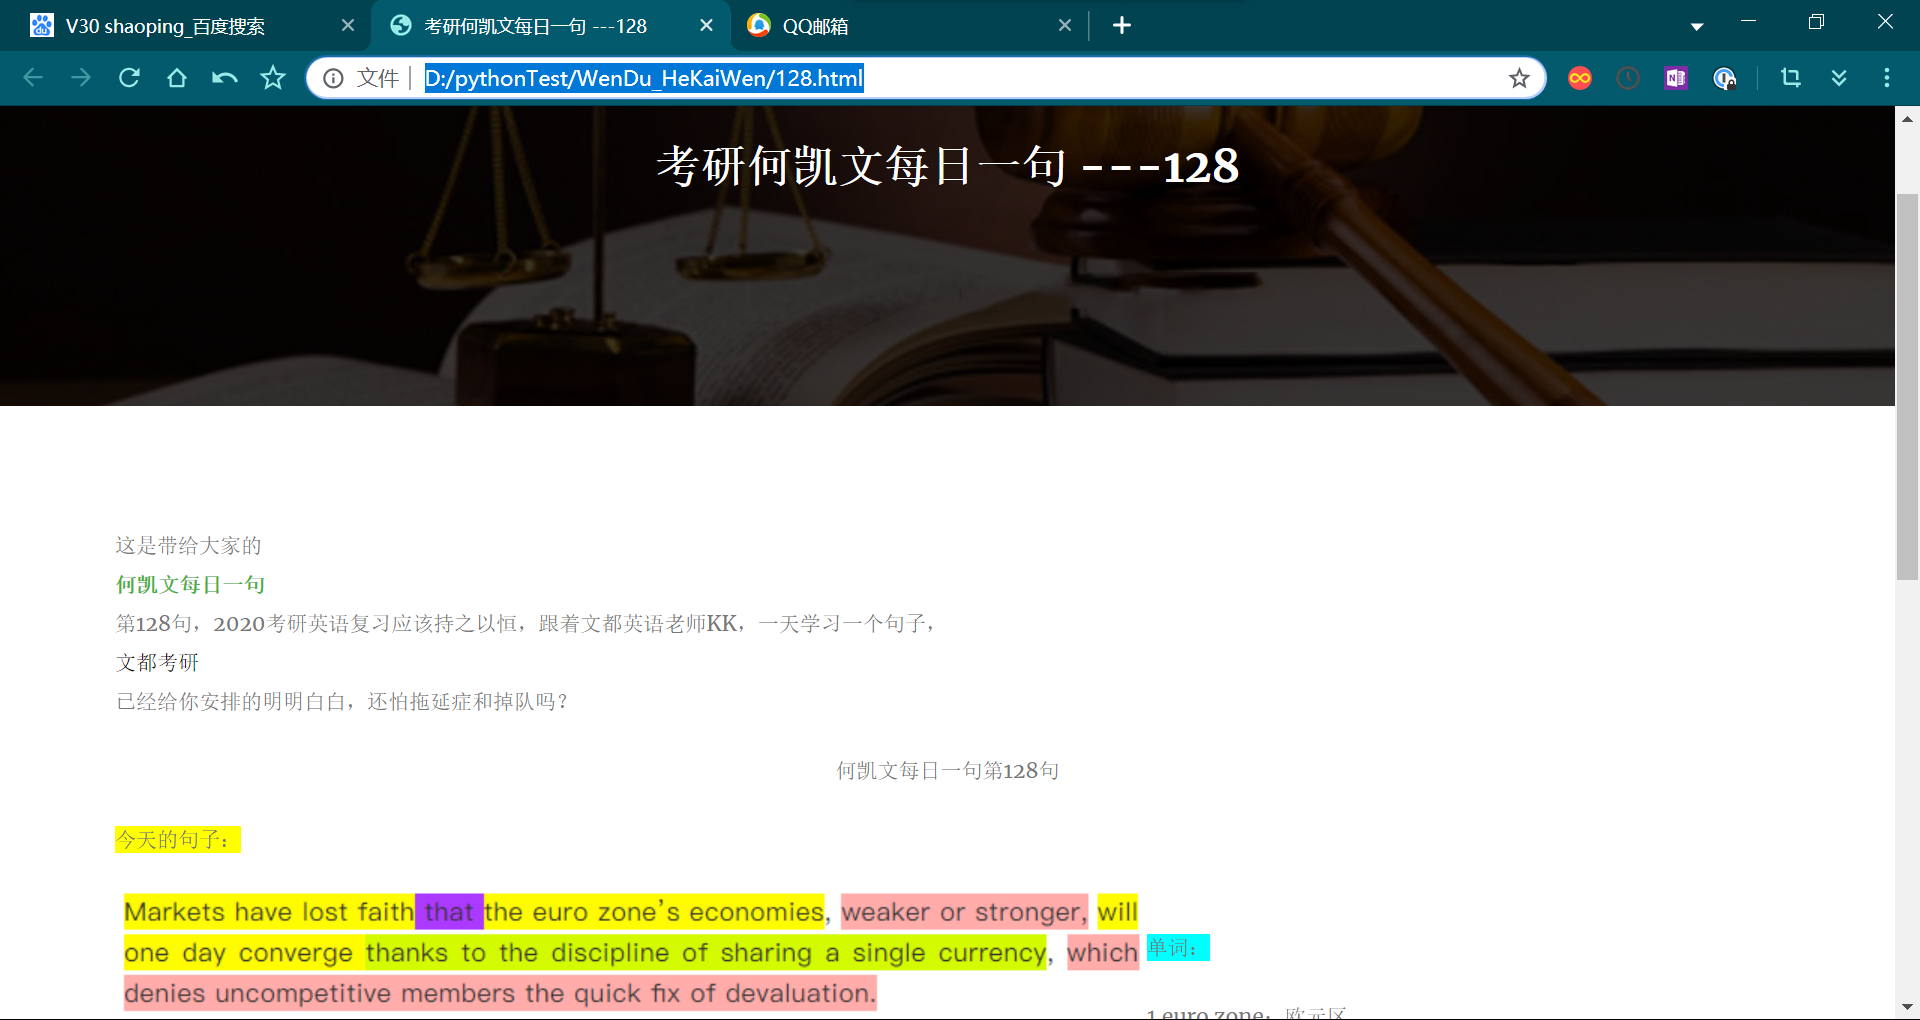 V30 shaoping_百度搜索
考研何凯文每日一句 ---128
QQ邮箱
文件 D:/pythonTest/WenDu_HeKaiWen/128.html
考研何凯文每日一句 ---128
这是带给大家的
何凯文每日一句
第128句，2020考研英语复习应该持之以恒，跟着文都英语老师KK，一天学习一个句子，
文都考研
已经给你安排的明明白白，还怕拖延症和掉队吗？
何凯文每日一句第128句
今天的句子：
Markets have lost faith that the euro zone's economies, weaker or stronger, will
one day converge thanks to the discipline of sharing a single currency, which
denies uncompetitive members the quick fix of devaluation.
单词：
1.euro zone：欧元区